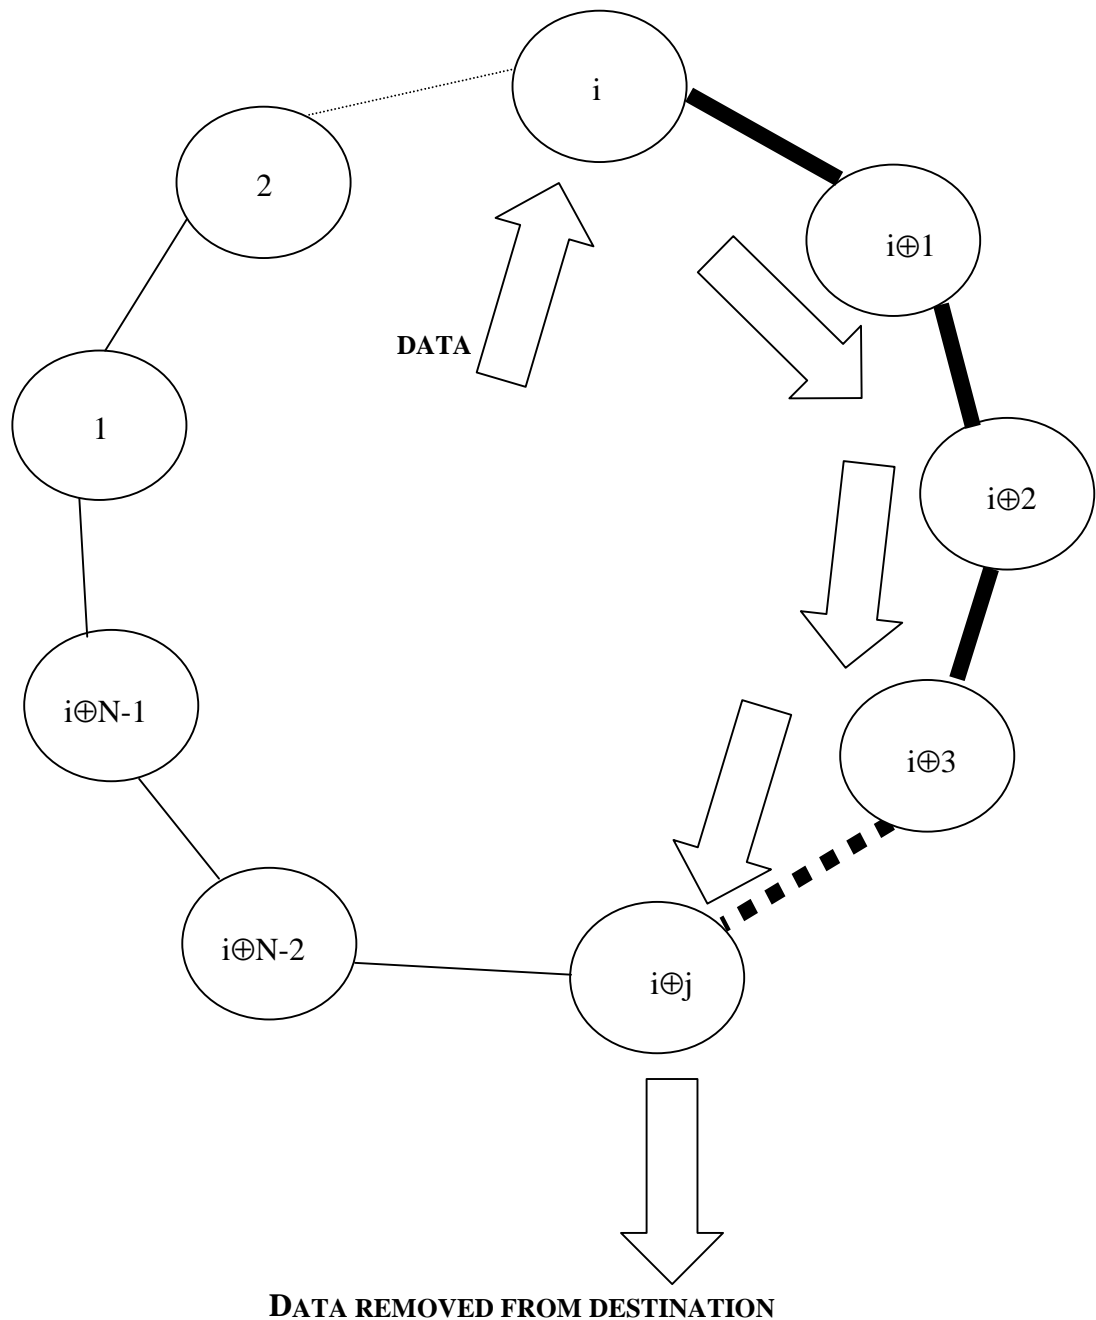 i
2
i⊕1
DATA
1
i⊕2
i⊕N-1
i⊕3
i⊕N-2
i⊕j
DATA REMOVED FROM DESTINATION